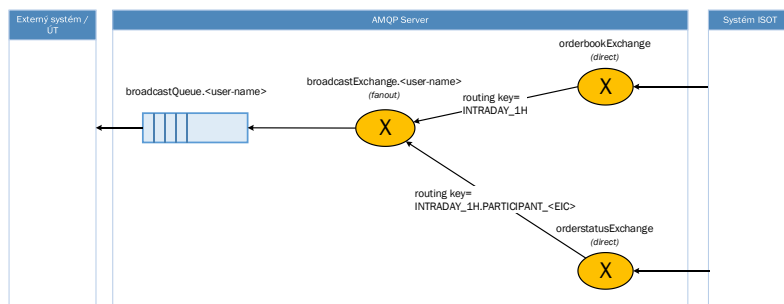 Externý systém /
ÚT
AMQP Server
Systém ISOT
orderbookExchange
(direct)
X
broadcastExchange.<user-name>
(fanout)
X
broadcastQueue.<user-name>
routing key=
INTRADAY_1H
routing key=
INTRADAY_1H.PARTICIPANT_<EIC>
orderstatusExchange
(direct)
X